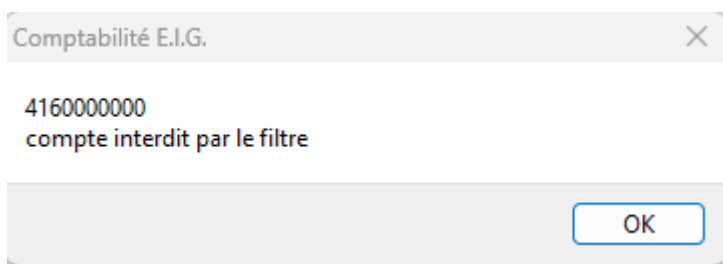 Comptabilité E.I.G.
4160000000
compte interdit par le filtre
OK